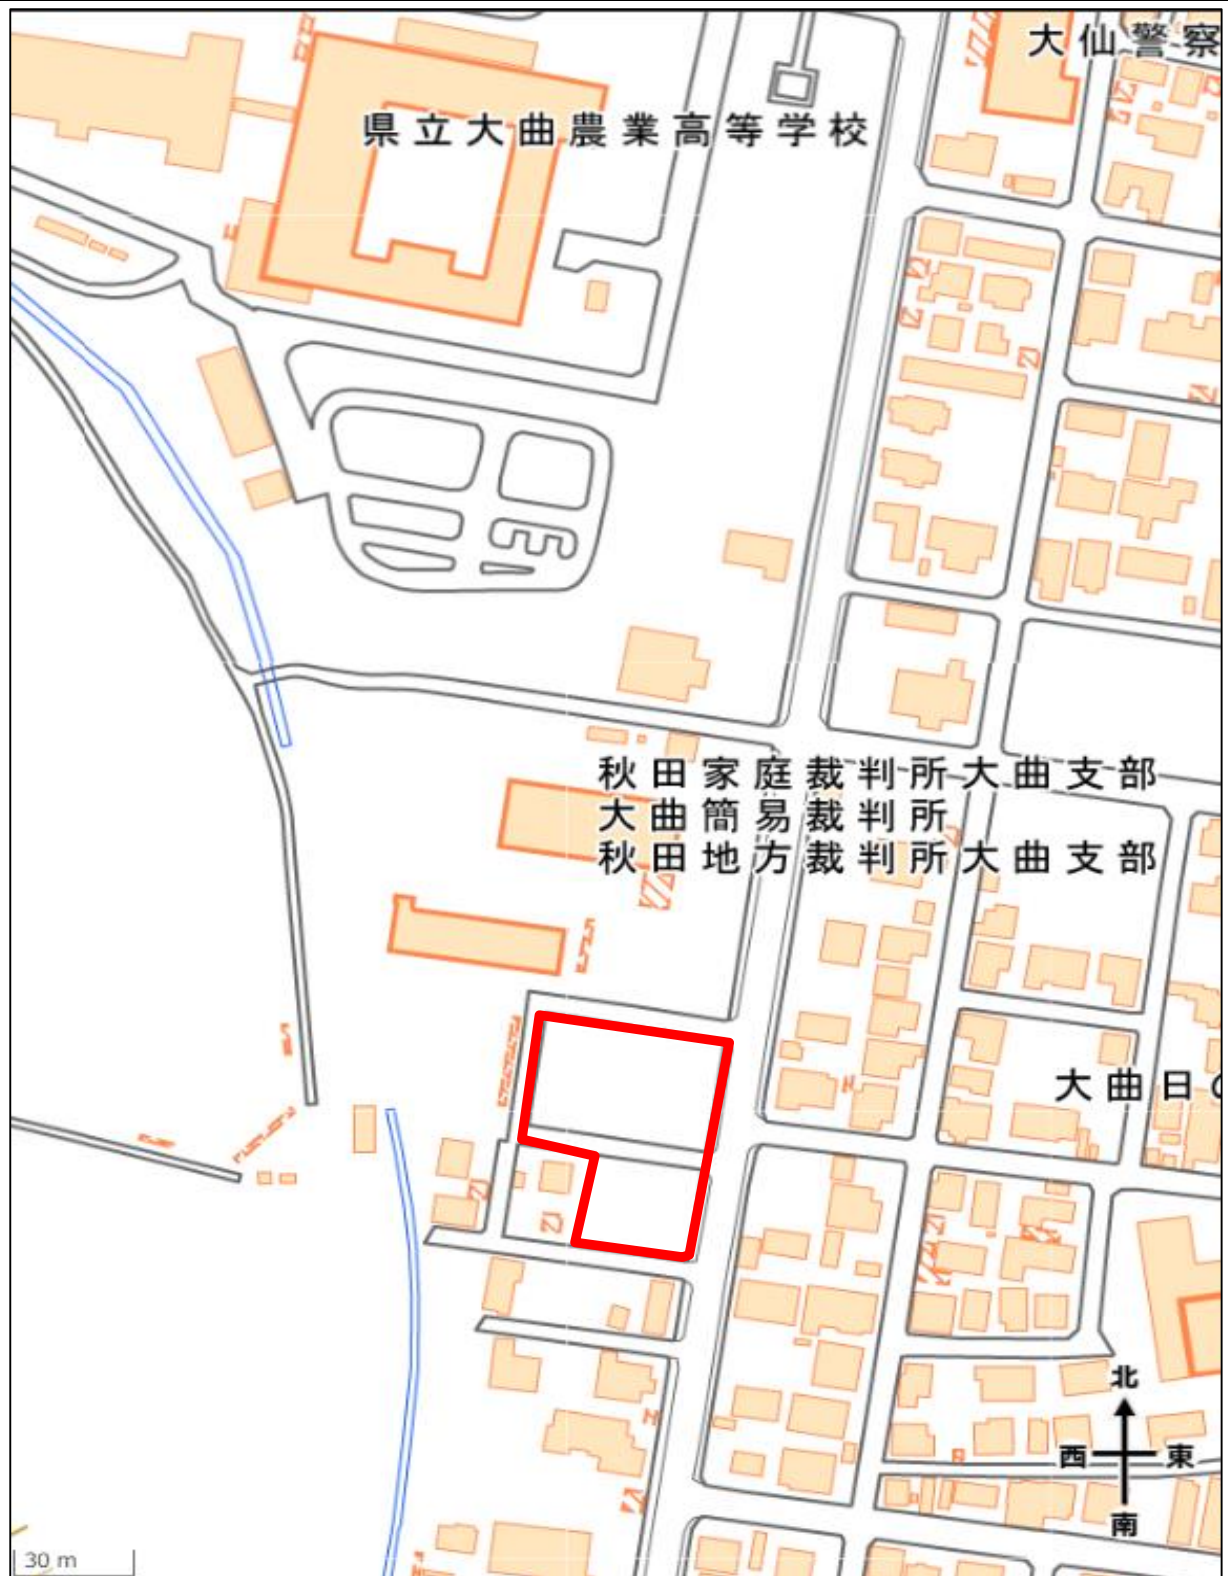 大仙警察
県立大曲農業高等学校
秋田家庭裁判所大曲支部
大曲簡易裁判所
秋田地方裁判所大曲支部
大曲日の
北
西 東
南
30 m